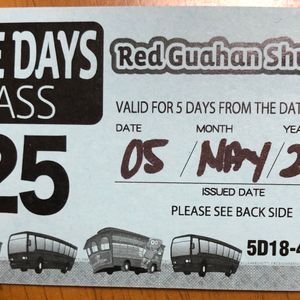 E DAYS
Red Guahan Shu
ASS
VALID FOR 5 DAYS FROM THE DAT
25
DATE MONTH YEA
05 / MAY / 2
ISSUED DATE
PLEASE SEE BACK SIDE
5D18-4